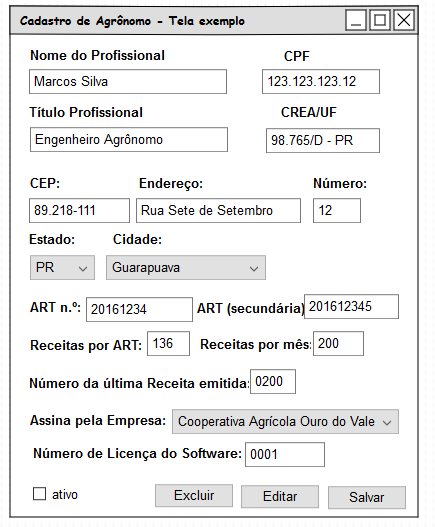 Cadastro de Agrônomo - Tela exemplo
Nome do Profissional CPF
Marcos Silva 123.123.123.12
Título Profissional CREA/UF
Engenheiro Agrônomo 98.765/D - PR
CEP: Endereço: Número:
89.218-111 Rua Sete de Setembro 12
Estado: Cidade:
PR Guarapuava
ART n.º: 20161234 ART (secundária) 201612345
Receitas por ART: 136 Receitas por mês: 200
Número da última Receita emitida: 0200
Assina pela Empresa: Cooperativa Agrícola Ouro do Vale
Número de Licença do Software: 0001
ativo Excluir Editar Salvar